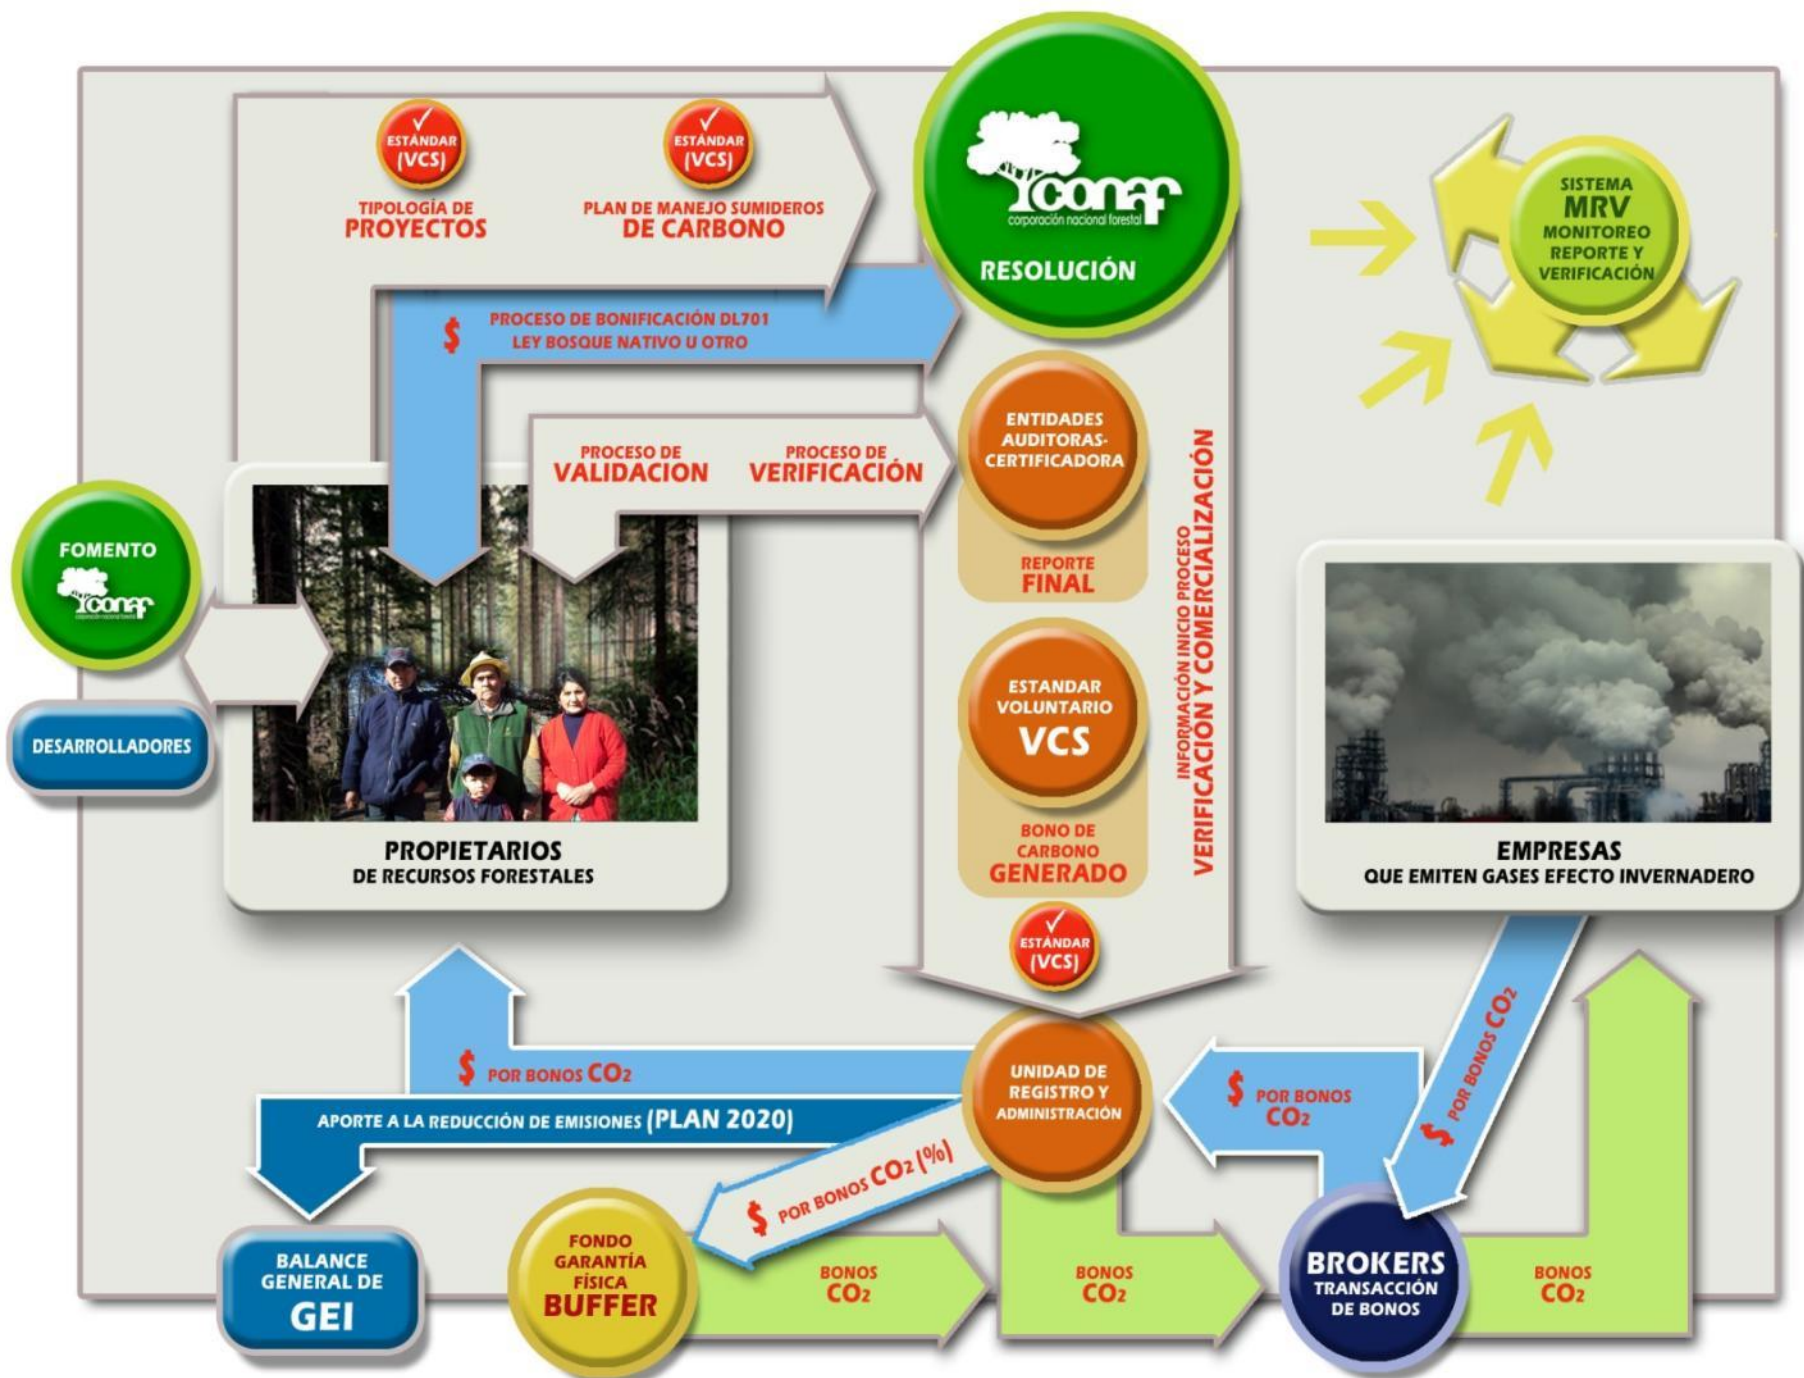 ✓
ESTÁNDAR
(VCS)
TIPOLOGÍA DE
PROYECTOS
✓
ESTÁNDAR
(VCS)
PLAN DE MANEJO SUMIDEROS
DE CARBONO
conaf
corporación nacional forestal
RESOLUCIÓN
SISTEMA
MRV
MONITOREO
REPORTE Y
VERIFICACIÓN
$
PROCESO DE BONIFICACIÓN DL701
LEY BOSQUE NATIVO U OTRO
PROCESO DE
VALIDACION
PROCESO DE
VERIFICACIÓN
ENTIDADES
AUDITORAS-
CERTIFICADORA
REPORTE
FINAL
INFORMACIÓN INICIO PROCESO
VERIFICACIÓN Y COMERCIALIZACIÓN
FOMENTO
conaf
corporación nacional forestal
DESARROLLADORES
PROPIETARIOS
DE RECURSOS FORESTALES
ESTANDAR
VOLUNTARIO
VCS
BONO DE
CARBONO
GENERADO
✓
ESTÁNDAR
(VCS)
EMPRESAS
QUE EMITEN GASES EFECTO INVERNADERO
$ POR BONOS CO2
UNIDAD DE
REGISTRO Y
ADMINISTRACIÓN
$ POR BONOS
CO2
$ POR BONOS CO2
APORTE A LA REDUCCIÓN DE EMISIONES (PLAN 2020)
$ POR BONOS CO2 (%)
BALANCE
GENERAL DE
GEI
FONDO
GARANTÍA
FÍSICA
BUFFER
BONOS
CO2
BONOS
CO2
BROKERS
TRANSACCIÓN
DE BONOS
BONOS
CO2